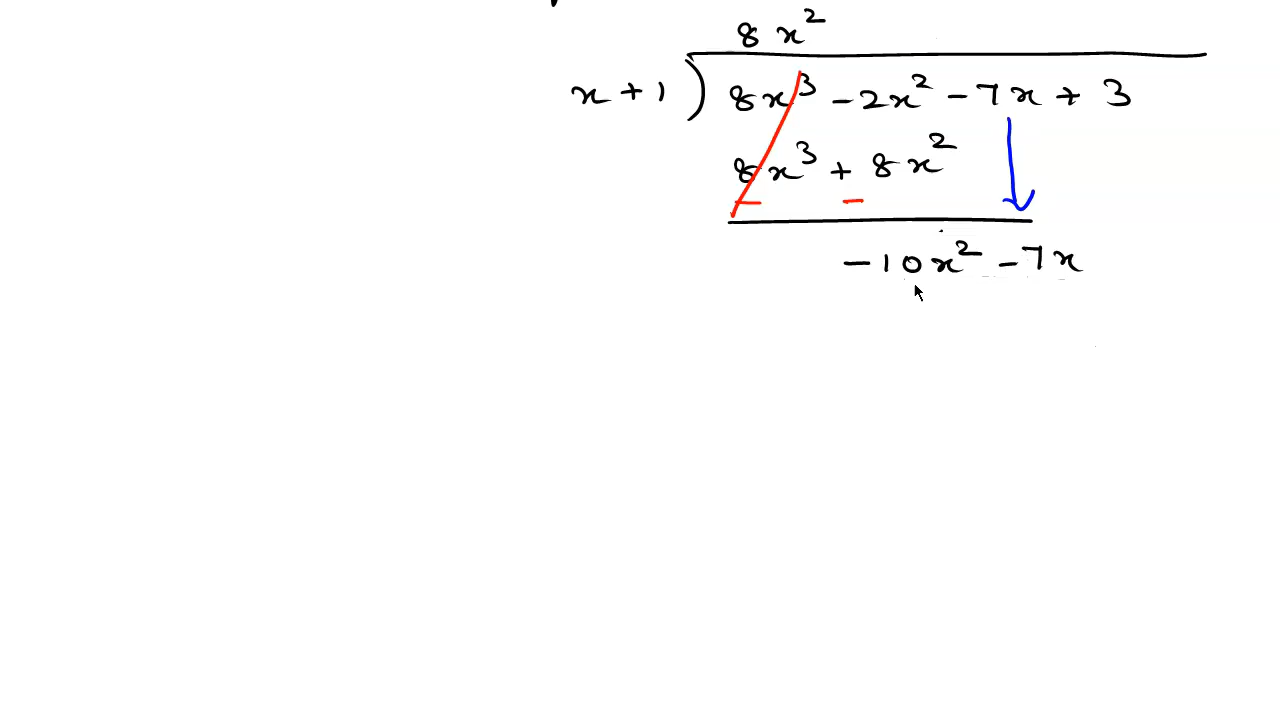 8x²
x+1 ) 8x³ - 2x² - 7x + 3
8x³ + 8x²
- -
-10x² - 7x